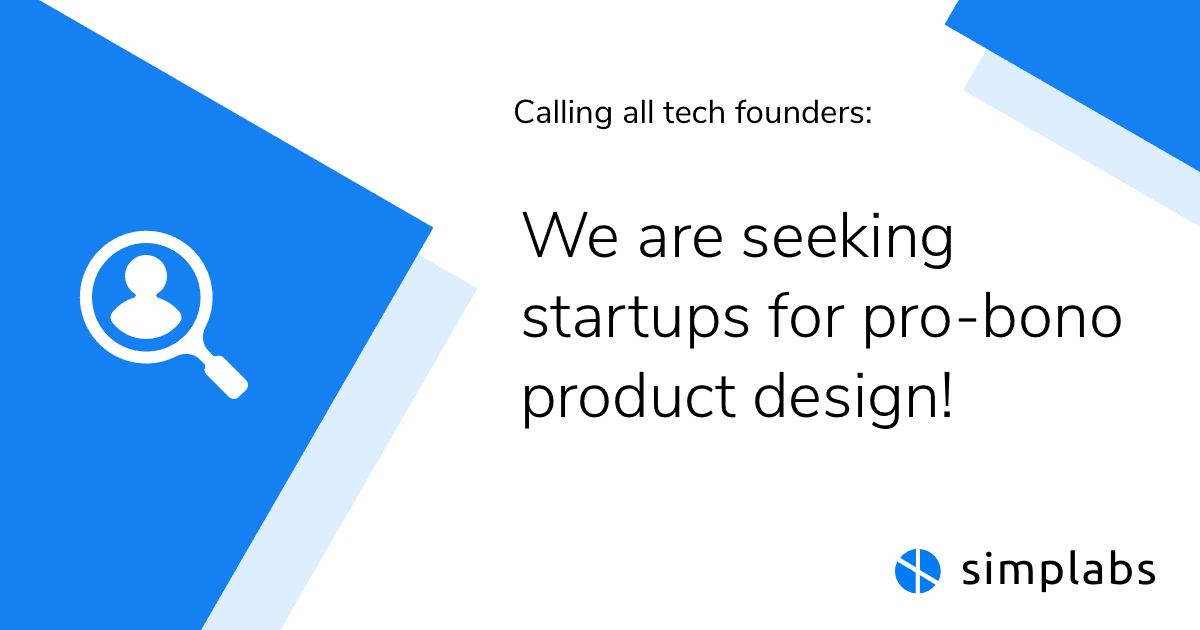 Calling all tech founders:
We are seeking
startups for pro-bono
product design!
simplabs